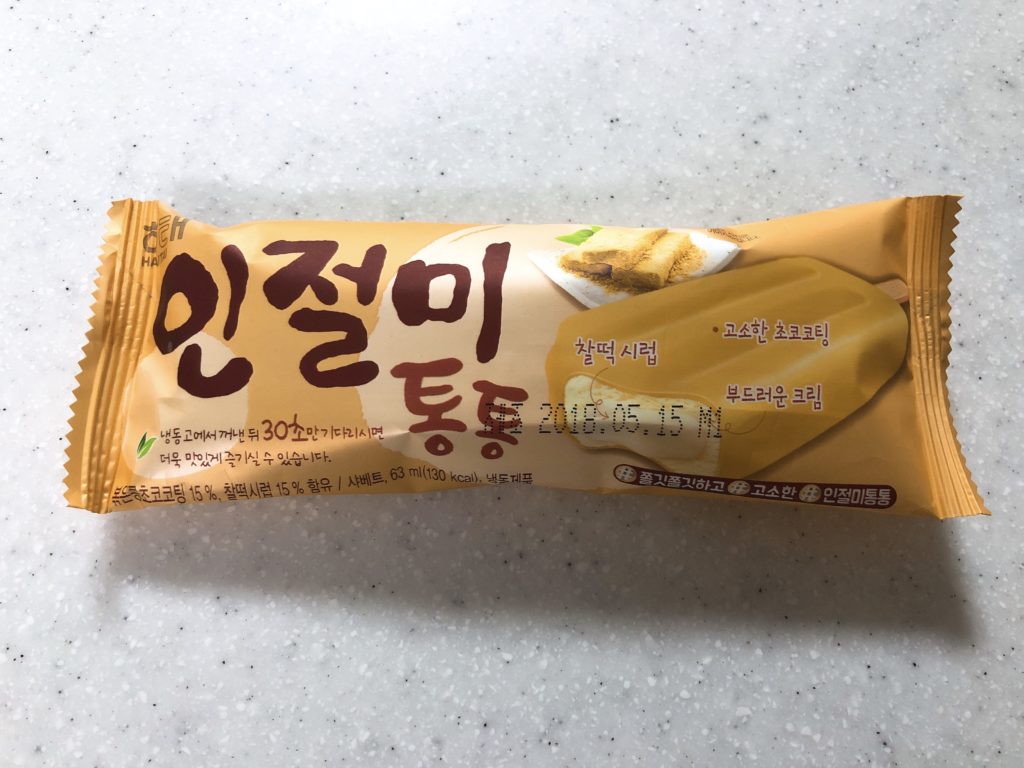 해태
인절미
통통
찰떡 시럽
고소한 초코코팅
부드러운 크림
2018.05.15 M1
냉동고에서 꺼낸 뒤 30초만 기다리시면
더욱 맛있게 즐기실 수 있습니다.
초코코팅 15 %, 찰떡시럽 15 % 함유 / 샤베트, 63 ml(130 kcal), 냉동제품
# 쫄깃쫄깃하고 # 고소한 # 인절미통통